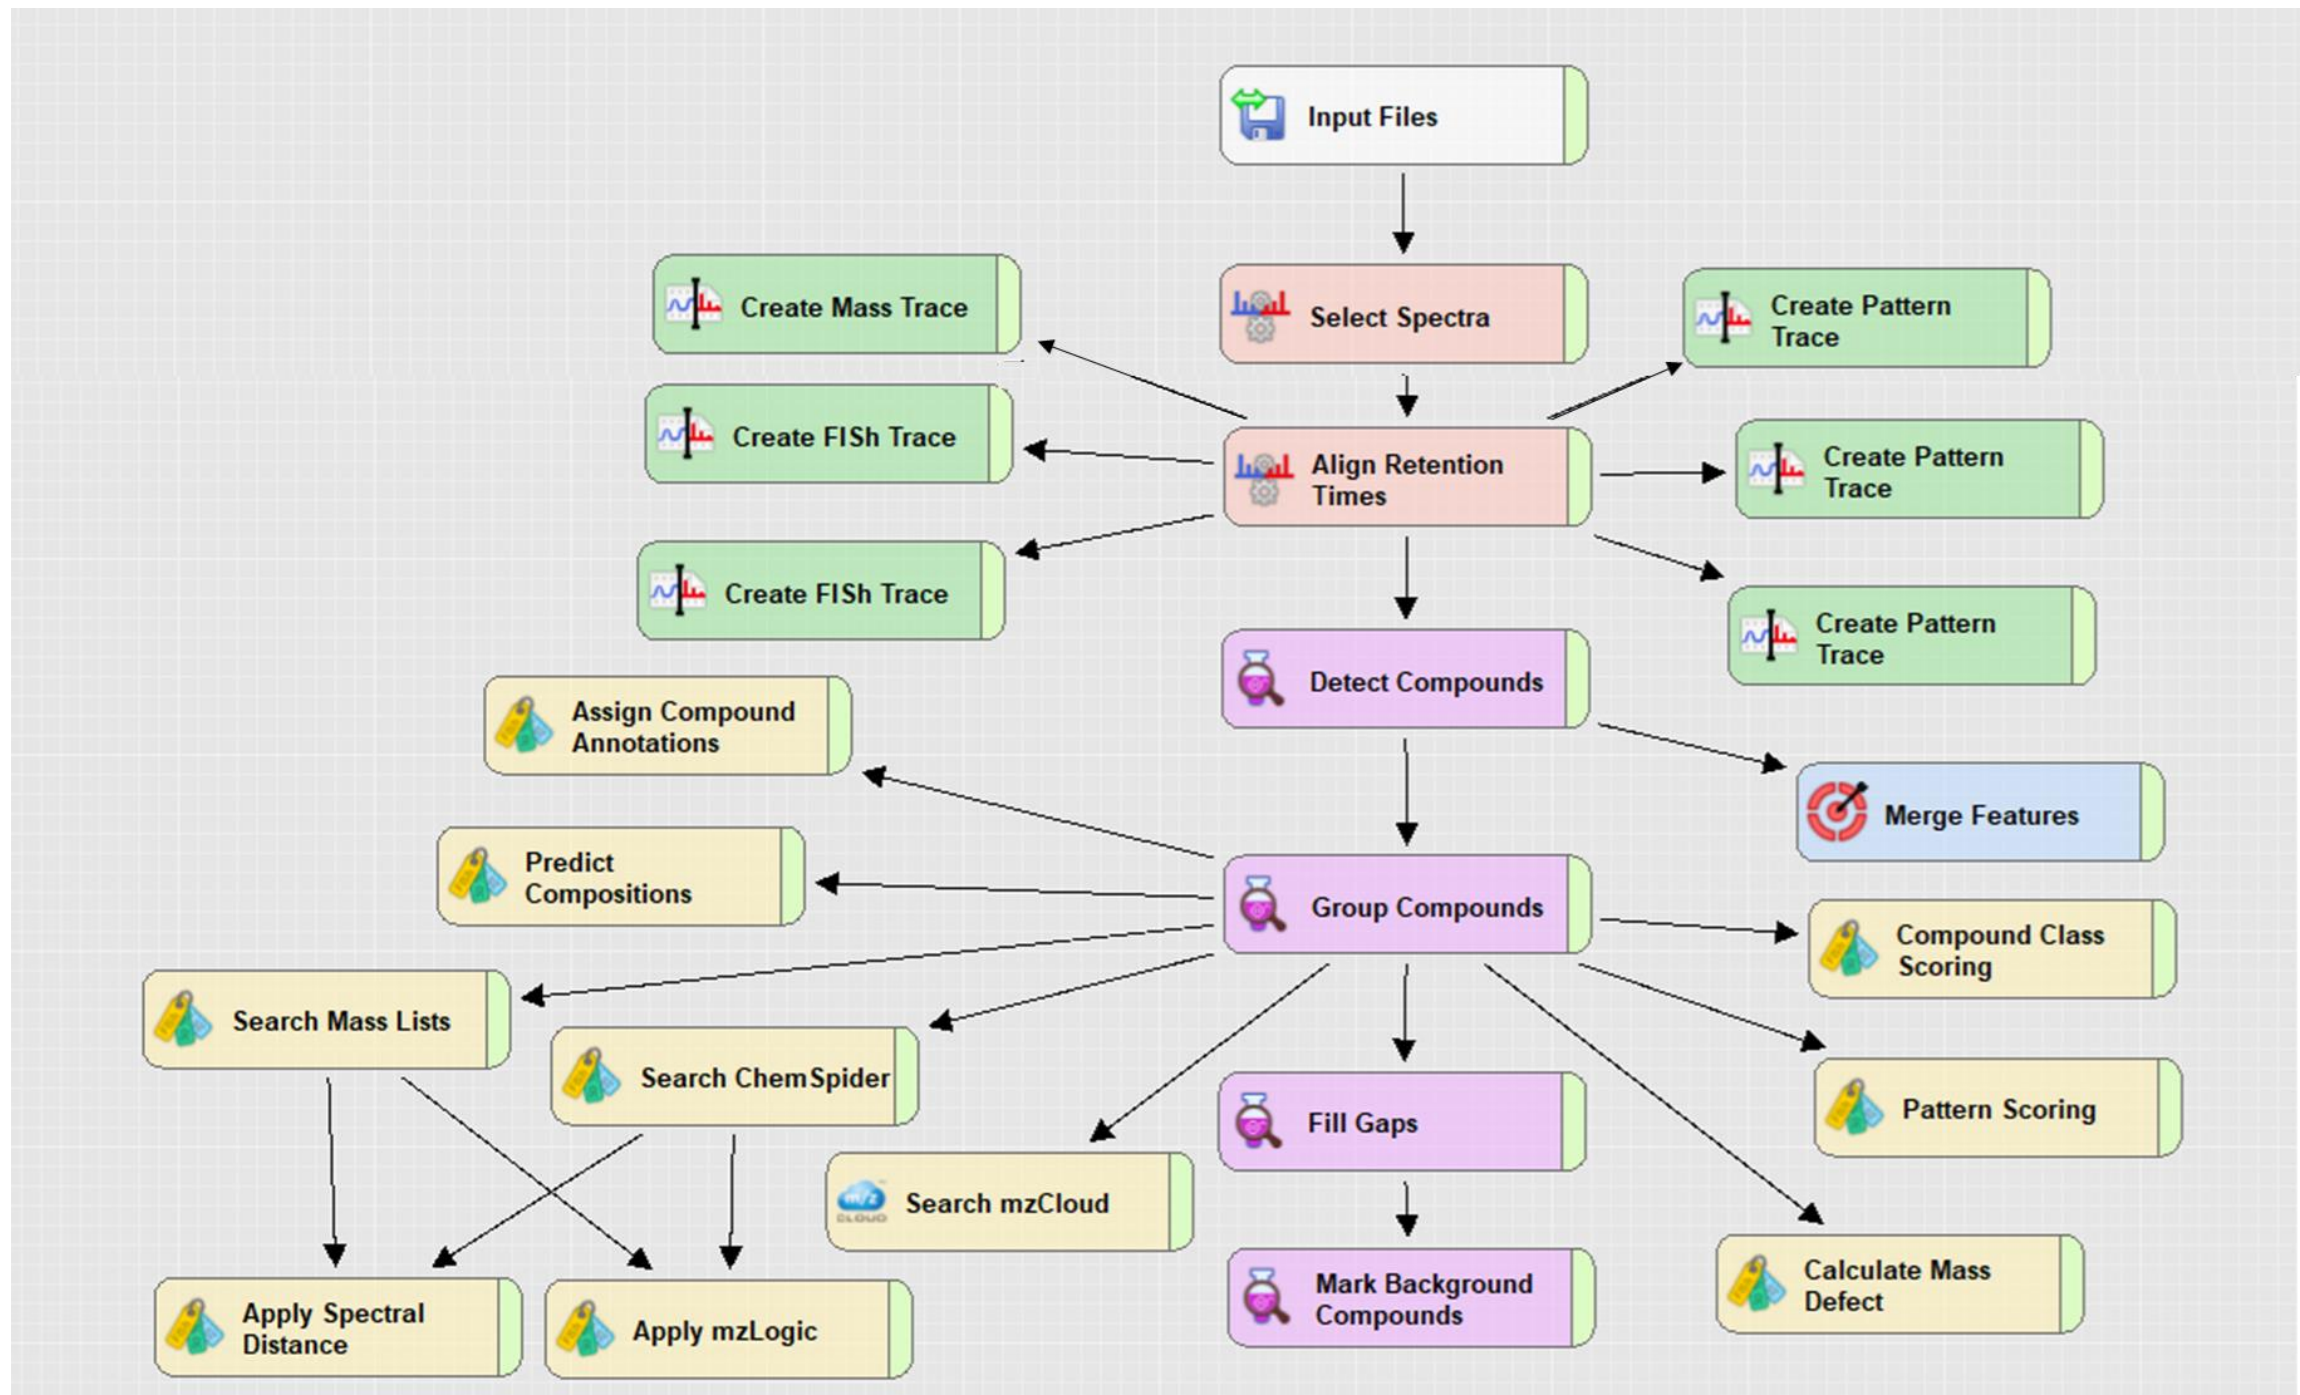 Input Files
Create Mass Trace
Select Spectra
Create Pattern
Trace
Create FISh Trace
Align Retention
Times
Create Pattern
Trace
Create FISh Trace
Create Pattern
Trace
Detect Compounds
Assign Compound
Annotations
Merge Features
Predict
Compositions
Group Compounds
Compound Class
Scoring
Search Mass Lists
Search ChemSpider
Fill Gaps
Pattern Scoring
m/z
CLOUD
Search mzCloud
Apply Spectral
Distance
Apply mzLogic
Mark Background
Compounds
Calculate Mass
Defect